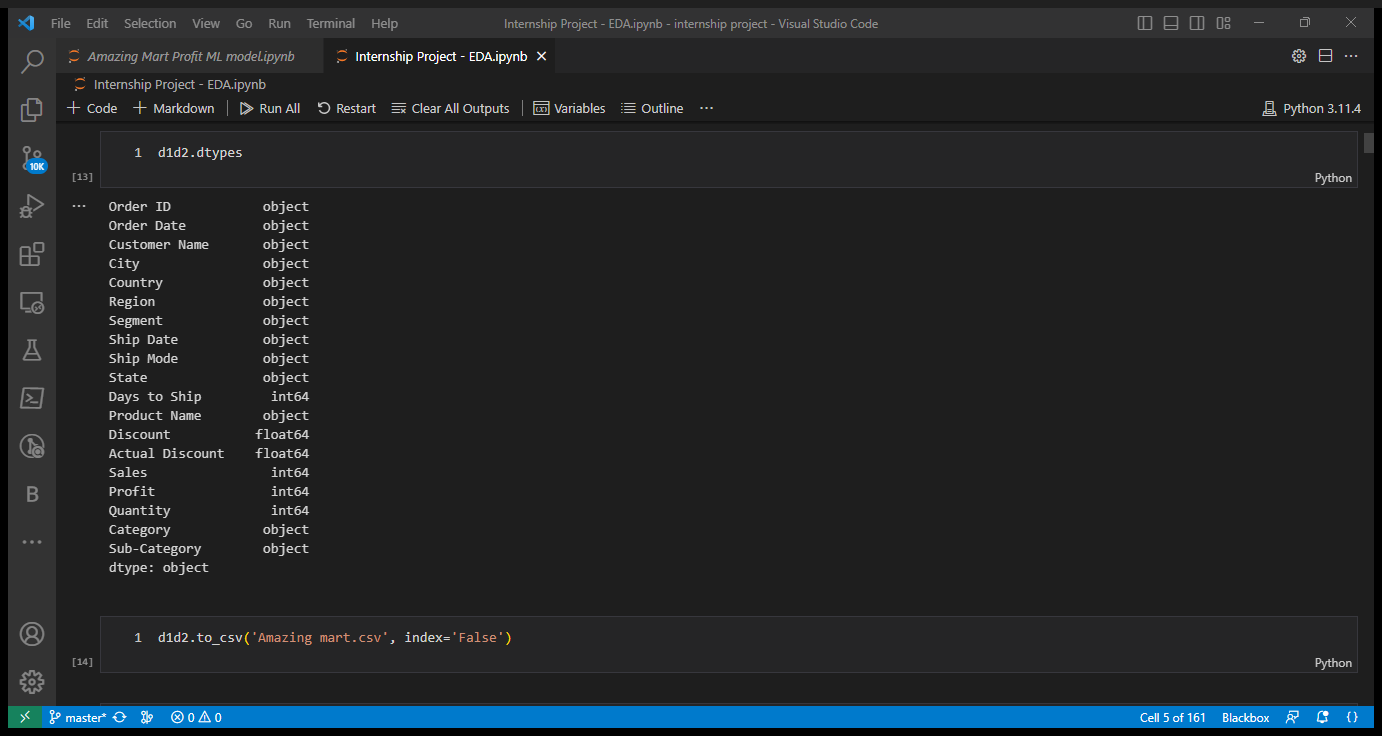 File Edit Selection View Go Run Terminal Help Internship Project - EDA.ipynb - internship project - Visual Studio Code
Amazing Mart Profit ML model.ipynb Internship Project - EDA.ipynb
Internship Project - EDA.ipynb
Code Markdown Run All Restart Clear All Outputs Variables Outline ... Python 3.11.4
1 d1d2.dtypes
[13] Python
... Order ID object
Order Date object
Customer Name object
City object
Country object
Region object
Segment object
Ship Date object
Ship Mode object
State object
Days to Ship int64
Product Name object
Discount float64
Actual Discount float64
Sales int64
Profit int64
Quantity int64
Category object
Sub-Category object
dtype: object
1 d1d2.to_csv('Amazing mart.csv', index='False')
[14] Python
10K
B
master* 0 0 Cell 5 of 161 Blackbox